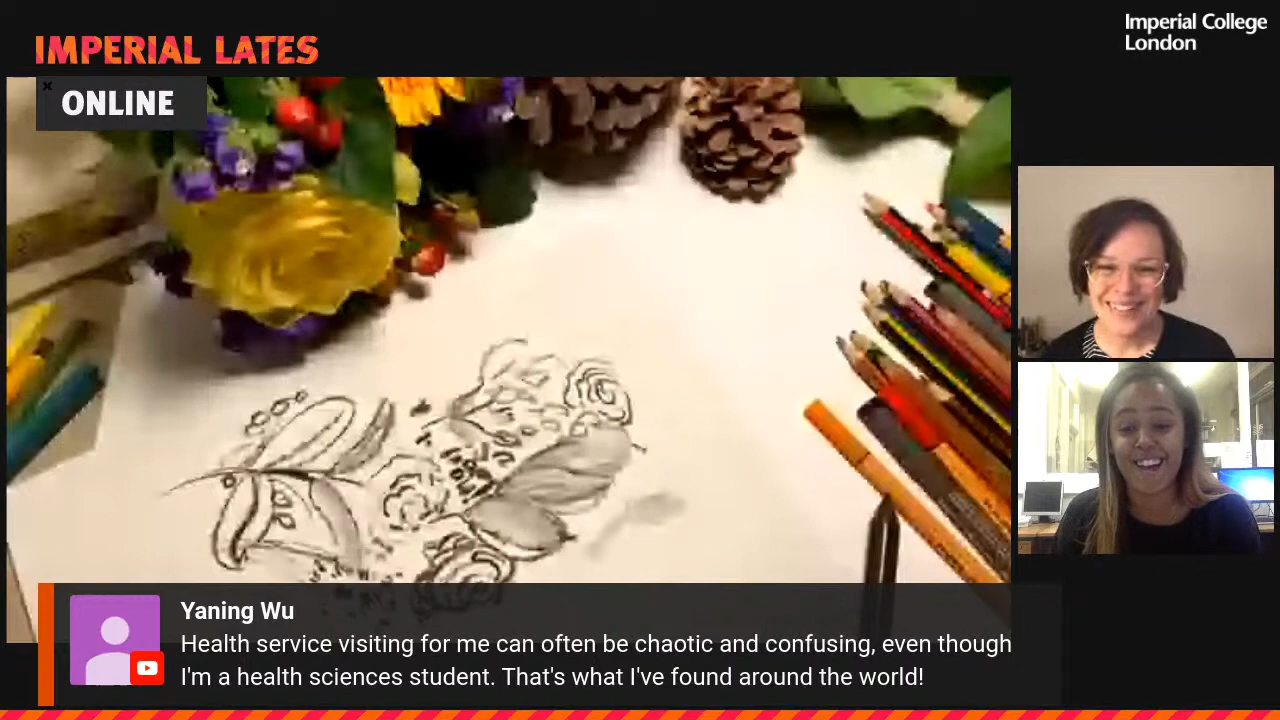 IMPERIAL LATES
Imperial College
London
ONLINE
Yaning Wu
Health service visiting for me can often be chaotic and confusing, even though
I'm a health sciences student. That's what I've found around the world!